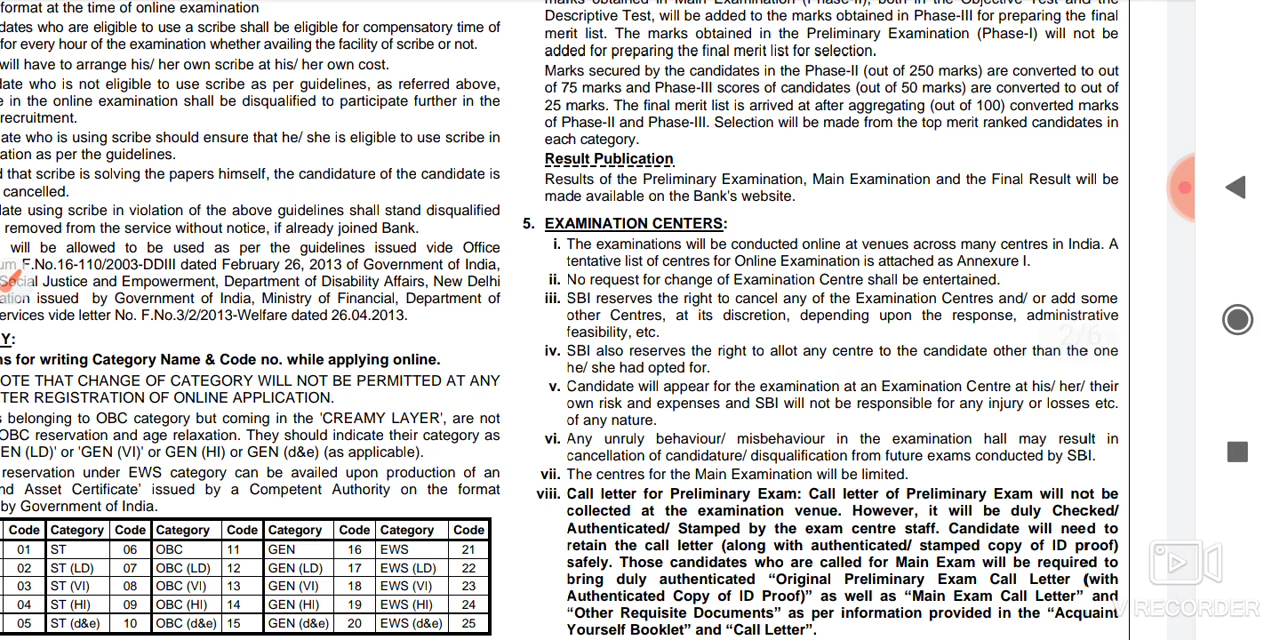 format at the time of online examination
dates who are eligible to use a scribe shall be eligible for compensatory time of
for every hour of the examination whether availing the facility of scribe or not.
will have to arrange his/ her own scribe at his/ her own cost.
date who is not eligible to use scribe as per guidelines, as referred above,
e in the online examination shall be disqualified to participate further in the
recruitment.
ate who is using scribe should ensure that he/ she is eligible to use scribe in
ation as per the guidelines.
d that scribe is solving the papers himself, the candidature of the candidate is
cancelled.
date using scribe in violation of the above guidelines shall stand disqualified
removed from the service without notice, if already joined Bank.
will be allowed to be used as per the guidelines issued vide Office
um F.No.16-110/2003-DDIII dated February 26, 2013 of Government of India,
Social Justice and Empowerment, Department of Disability Affairs, New Delhi
ation issued by Government of India, Ministry of Financial, Department of
ervices vide letter No. F.No.3/2/2013-Welfare dated 26.04.2013.
Y:
ns for writing Category Name & Code no. while applying online.
OTE THAT CHANGE OF CATEGORY WILL NOT BE PERMITTED AT ANY
TER REGISTRATION OF ONLINE APPLICATION.
s belonging to OBC category but coming in the 'CREAMY LAYER', are not
OBC reservation and age relaxation. They should indicate their category as
EN (LD)' or 'GEN (VI)' or GEN (HI) or GEN (d&e) (as applicable).
reservation under EWS category can be availed upon production of an
nd Asset Certificate' issued by a Competent Authority on the format
by Government of India.
Code Category Code Category Code Category Code Category Code
01 ST 06 OBC 11 GEN 16 EWS 21
02 ST (LD) 07 OBC (LD) 12 GEN (LD) 17 EWS (LD) 22
03 ST (VI) 08 OBC (VI) 13 GEN (VI) 18 EWS (VI) 23
04 ST (HI) 09 OBC (HI) 14 GEN (HI) 19 EWS (HI) 24
05 ST (d&e) 10 OBC (d&e) 15 GEN (d&e) 20 EWS (d&e) 25
marks obtained in Main Examination (Phase-II), both in the Objective Test and the
Descriptive Test, will be added to the marks obtained in Phase-III for preparing the final
merit list. The marks obtained in the Preliminary Examination (Phase-I) will not be
added for preparing the final merit list for selection.
Marks secured by the candidates in the Phase-II (out of 250 marks) are converted to out
of 75 marks and Phase-III scores of candidates (out of 50 marks) are converted to out of
25 marks. The final merit list is arrived at after aggregating (out of 100) converted marks
of Phase-II and Phase-III. Selection will be made from the top merit ranked candidates in
each category.
Result Publication
Results of the Preliminary Examination, Main Examination and the Final Result will be
made available on the Bank's website.
5. EXAMINATION CENTERS:
i. The examinations will be conducted online at venues across many centres in India. A
tentative list of centres for Online Examination is attached as Annexure I.
ii. No request for change of Examination Centre shall be entertained.
iii. SBI reserves the right to cancel any of the Examination Centres and/ or add some
other Centres, at its discretion, depending upon the response, administrative
feasibility, etc.
2/6
iv. SBI also reserves the right to allot any centre to the candidate other than the one
he/ she had opted for.
v. Candidate will appear for the examination at an Examination Centre at his/ her/ their
own risk and expenses and SBI will not be responsible for any injury or losses etc.
of any nature.
vi. Any unruly behaviour/ misbehaviour in the examination hall may result in
cancellation of candidature/ disqualification from future exams conducted by SBI.
vii. The centres for the Main Examination will be limited.
viii. Call letter for Preliminary Exam: Call letter of Preliminary Exam will not be
collected at the examination venue. However, it will be duly Checked/
Authenticated/ Stamped by the exam centre staff. Candidate will need to
retain the call letter (along with authenticated/ stamped copy of ID proof)
safely. Those candidates who are called for Main Exam will be required to
bring duly authenticated "Original Preliminary Exam Call Letter (with
Authenticated Copy of ID Proof)" as well as "Main Exam Call Letter" and
"Other Requisite Documents" as per information provided in the "Acquaint
Yourself Booklet" and "Call Letter".
V RECORDER